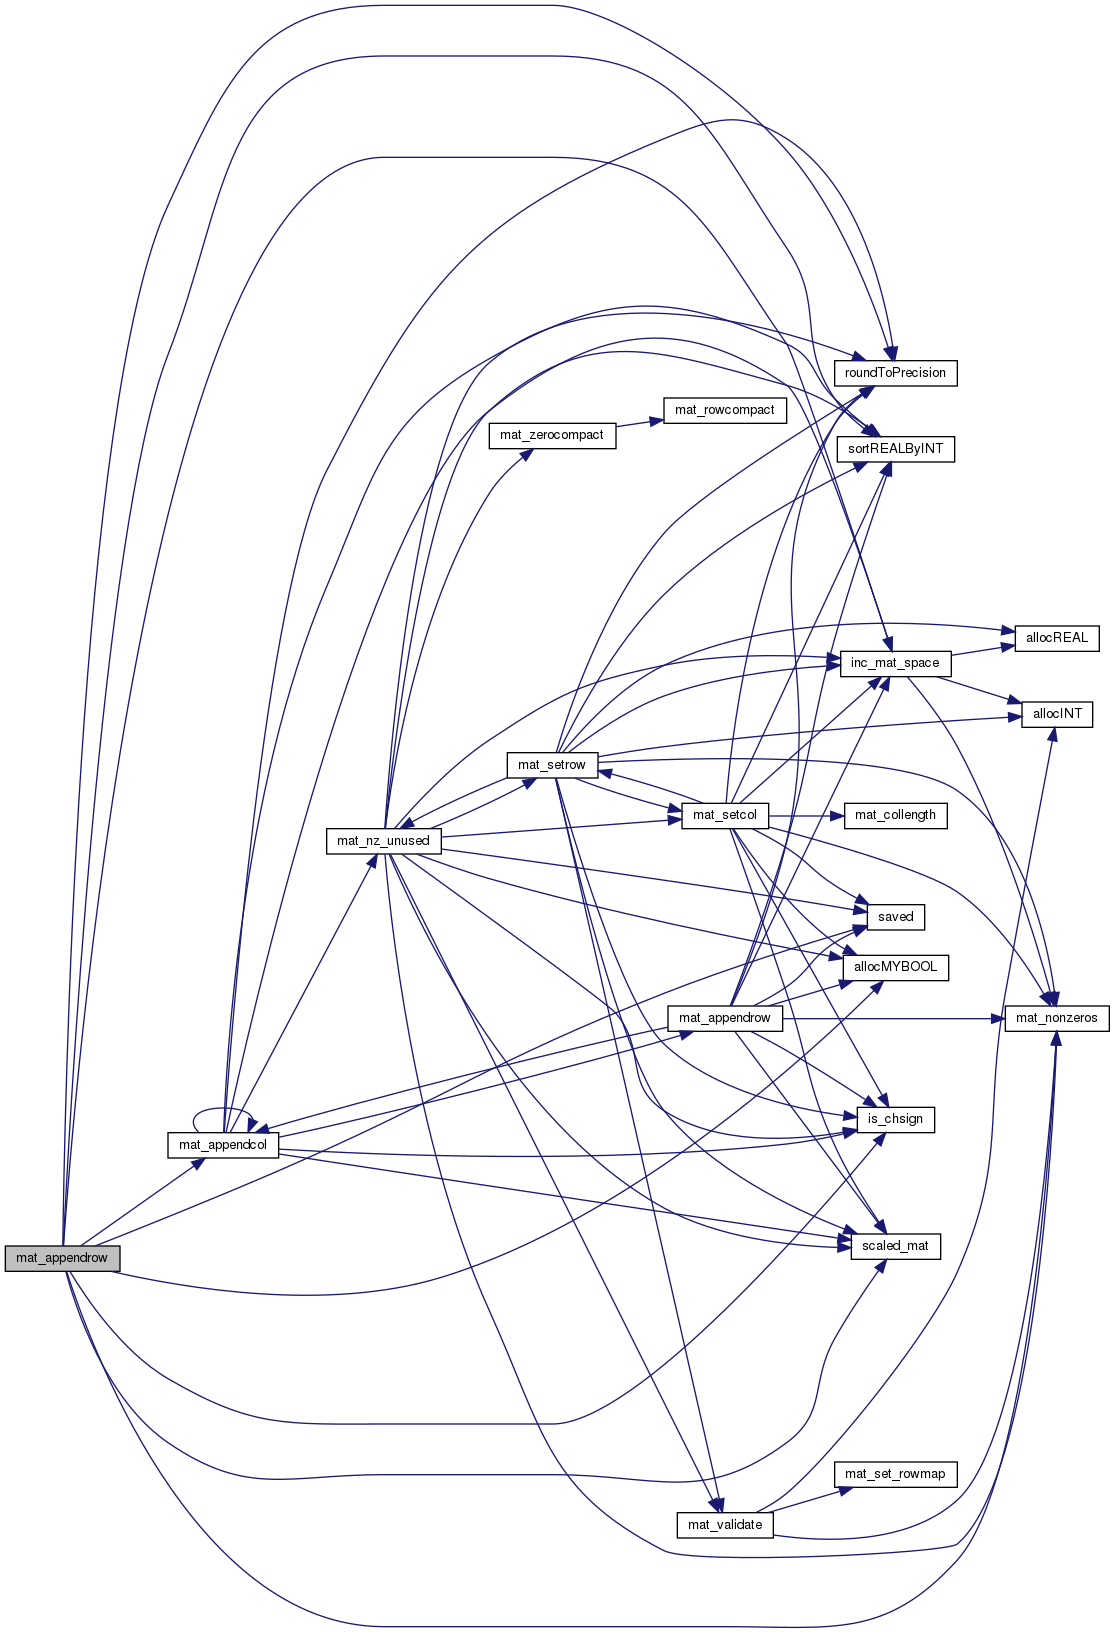 roundToPrecision
mat_rowcompact
mat_zerocompact
sortREALByINT
allocREAL
inc_mat_space
allocINT
mat_setrow
mat_setcol
mat_collength
mat_nz_unused
saved
allocMYBOOL
mat_appendrow
mat_nonzeros
is_chsign
mat_appendcol
scaled_mat
mat_appendrow
mat_set_rowmap
mat_validate